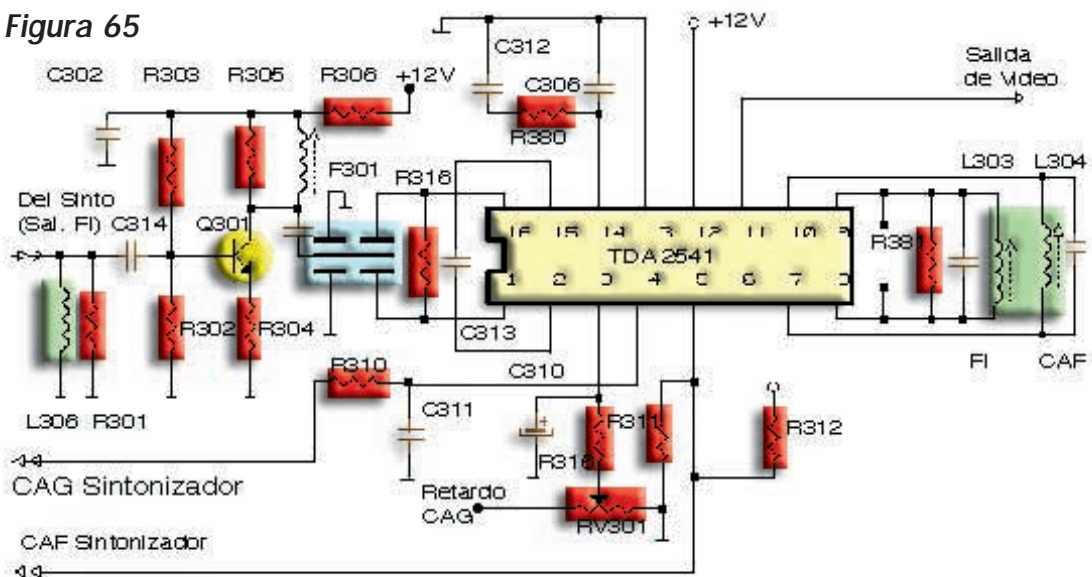 Figura 65
C302 R303 R305 R306 +12V
C312
+12V
C306
R380
Salida
de Video
F301
R316
L303 L304
Del Sinto
(Sal. FI) C314
Q301
16 15 14 13 12 11 10 9
TDA2541
1 2 3 4 5 6 7 8
R381
R302 R304
C313
FI CAF
R310
C310
L306 R301
C311
R311
R312
R316
CAG Sintonizador
Retardo
CAG
RV301
CAF Sintonizador